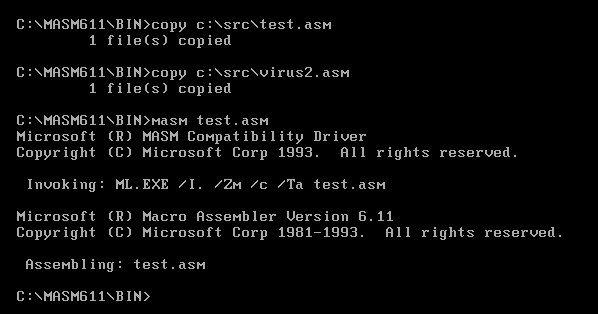 C:\MASM611\BIN>copy c:\src\test.asm
        1 file(s) copied
C:\MASM611\BIN>copy c:\src\virus2.asm
        1 file(s) copied
C:\MASM611\BIN>masm test.asm
Microsoft (R) MASM Compatibility Driver
Copyright (C) Microsoft Corp 1993.  All rights reserved.
 Invoking: ML.EXE /I. /Zm /c /Ta test.asm
Microsoft (R) Macro Assembler Version 6.11
Copyright (C) Microsoft Corp 1981-1993.  All rights reserved.
 Assembling: test.asm
C:\MASM611\BIN>